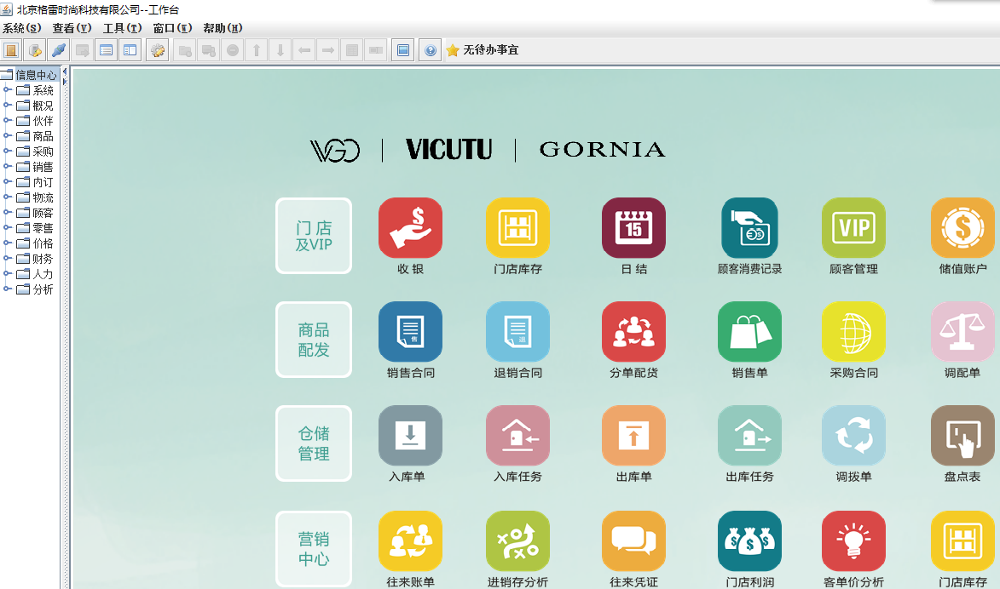 北京格雷时尚科技有限公司--工作台
系统(S) 查看(V) 工具(T) 窗口(W) 帮助(H)
无待办事宜
信息中心
系统
概况
伙伴
商品
采购
销售
内订
物流
顾客
零售
价格
财务
人力
分析
VGO | VICUTU | GORNIA
门店及VIP
15
VIP
收银 门店库存 日结 顾客消费记录 顾客管理 储值账户
商品配发
售
退
销售合同 退销合同 分单配货 销售单 采购合同 调配单
仓储管理
入库单 入库任务 出库单 出库任务 调拨单 盘点表
营销中心
往来账单 进销存分析 往来凭证 门店利润 客单价分析 门店库存